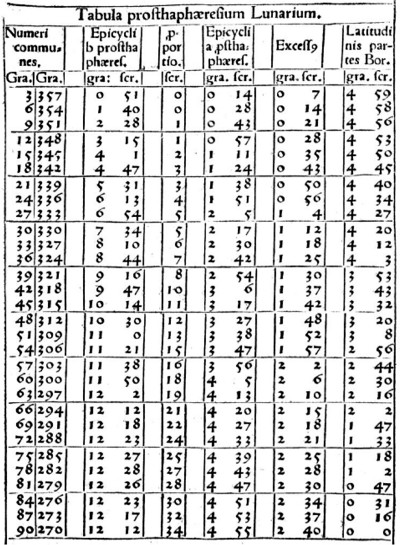 Tabula proſthaphæreſium Lunarium.
Numeri Epicycli .p. Epicycli Exceſſ9 Latitudi
commu- b proſtha por a ,pſtha- nis par-
nes. phæreſ. tio. phæreſ. tes Bor.
Gra. Gra. gra: ſcr. ſcr. gra. ſcr. gra. ſcr. gra. ſcr.
3 357 0 51 0 0 14 0 7 4 59
6 354 1 40 0 0 28 0 14 4 58
9 351 2 28 1 0 43 0 21 4 56
12 348 3 15 1 0 57 0 28 4 53
15 345 4 1 2 1 11 0 35 4 50
18 342 4 47 3 1 24 0 43 4 45
21 339 5 31 3 1 38 0 50 4 40
24 336 6 13 4 1 51 0 56 4 34
27 333 6 54 5 2 5 1 4 4 27
30 330 7 34 5 2 17 1 12 4 20
33 327 8 10 6 2 30 1 18 4 12
36 324 8 44 7 2 42 1 25 4 3
39 321 9 16 8 2 54 1 30 3 53
42 318 9 47 10 3 6 1 37 3 43
45 315 10 14 11 3 17 1 42 3 32
48 312 10 30 12 3 27 1 48 3 20
51 309 11 0 13 3 38 1 52 3 8
54 306 11 21 15 3 47 1 57 2 56
57 303 11 38 16 3 56 2 2 2 44
60 300 11 50 18 4 5 2 6 2 30
63 297 12 2 19 4 13 2 10 2 16
66 294 12 12 21 4 20 2 15 2 2
69 291 12 18 22 4 27 2 18 1 47
72 288 12 23 24 4 33 2 21 1 33
75 285 12 27 25 4 39 2 25 1 18
78 282 12 28 27 4 43 2 28 1 2
81 279 12 26 28 4 47 2 30 0 47
84 276 12 23 30 4 51 2 34 0 31
87 273 12 17 32 4 53 2 37 0 16
90 270 12 12 34 4 55 2 40 0 0